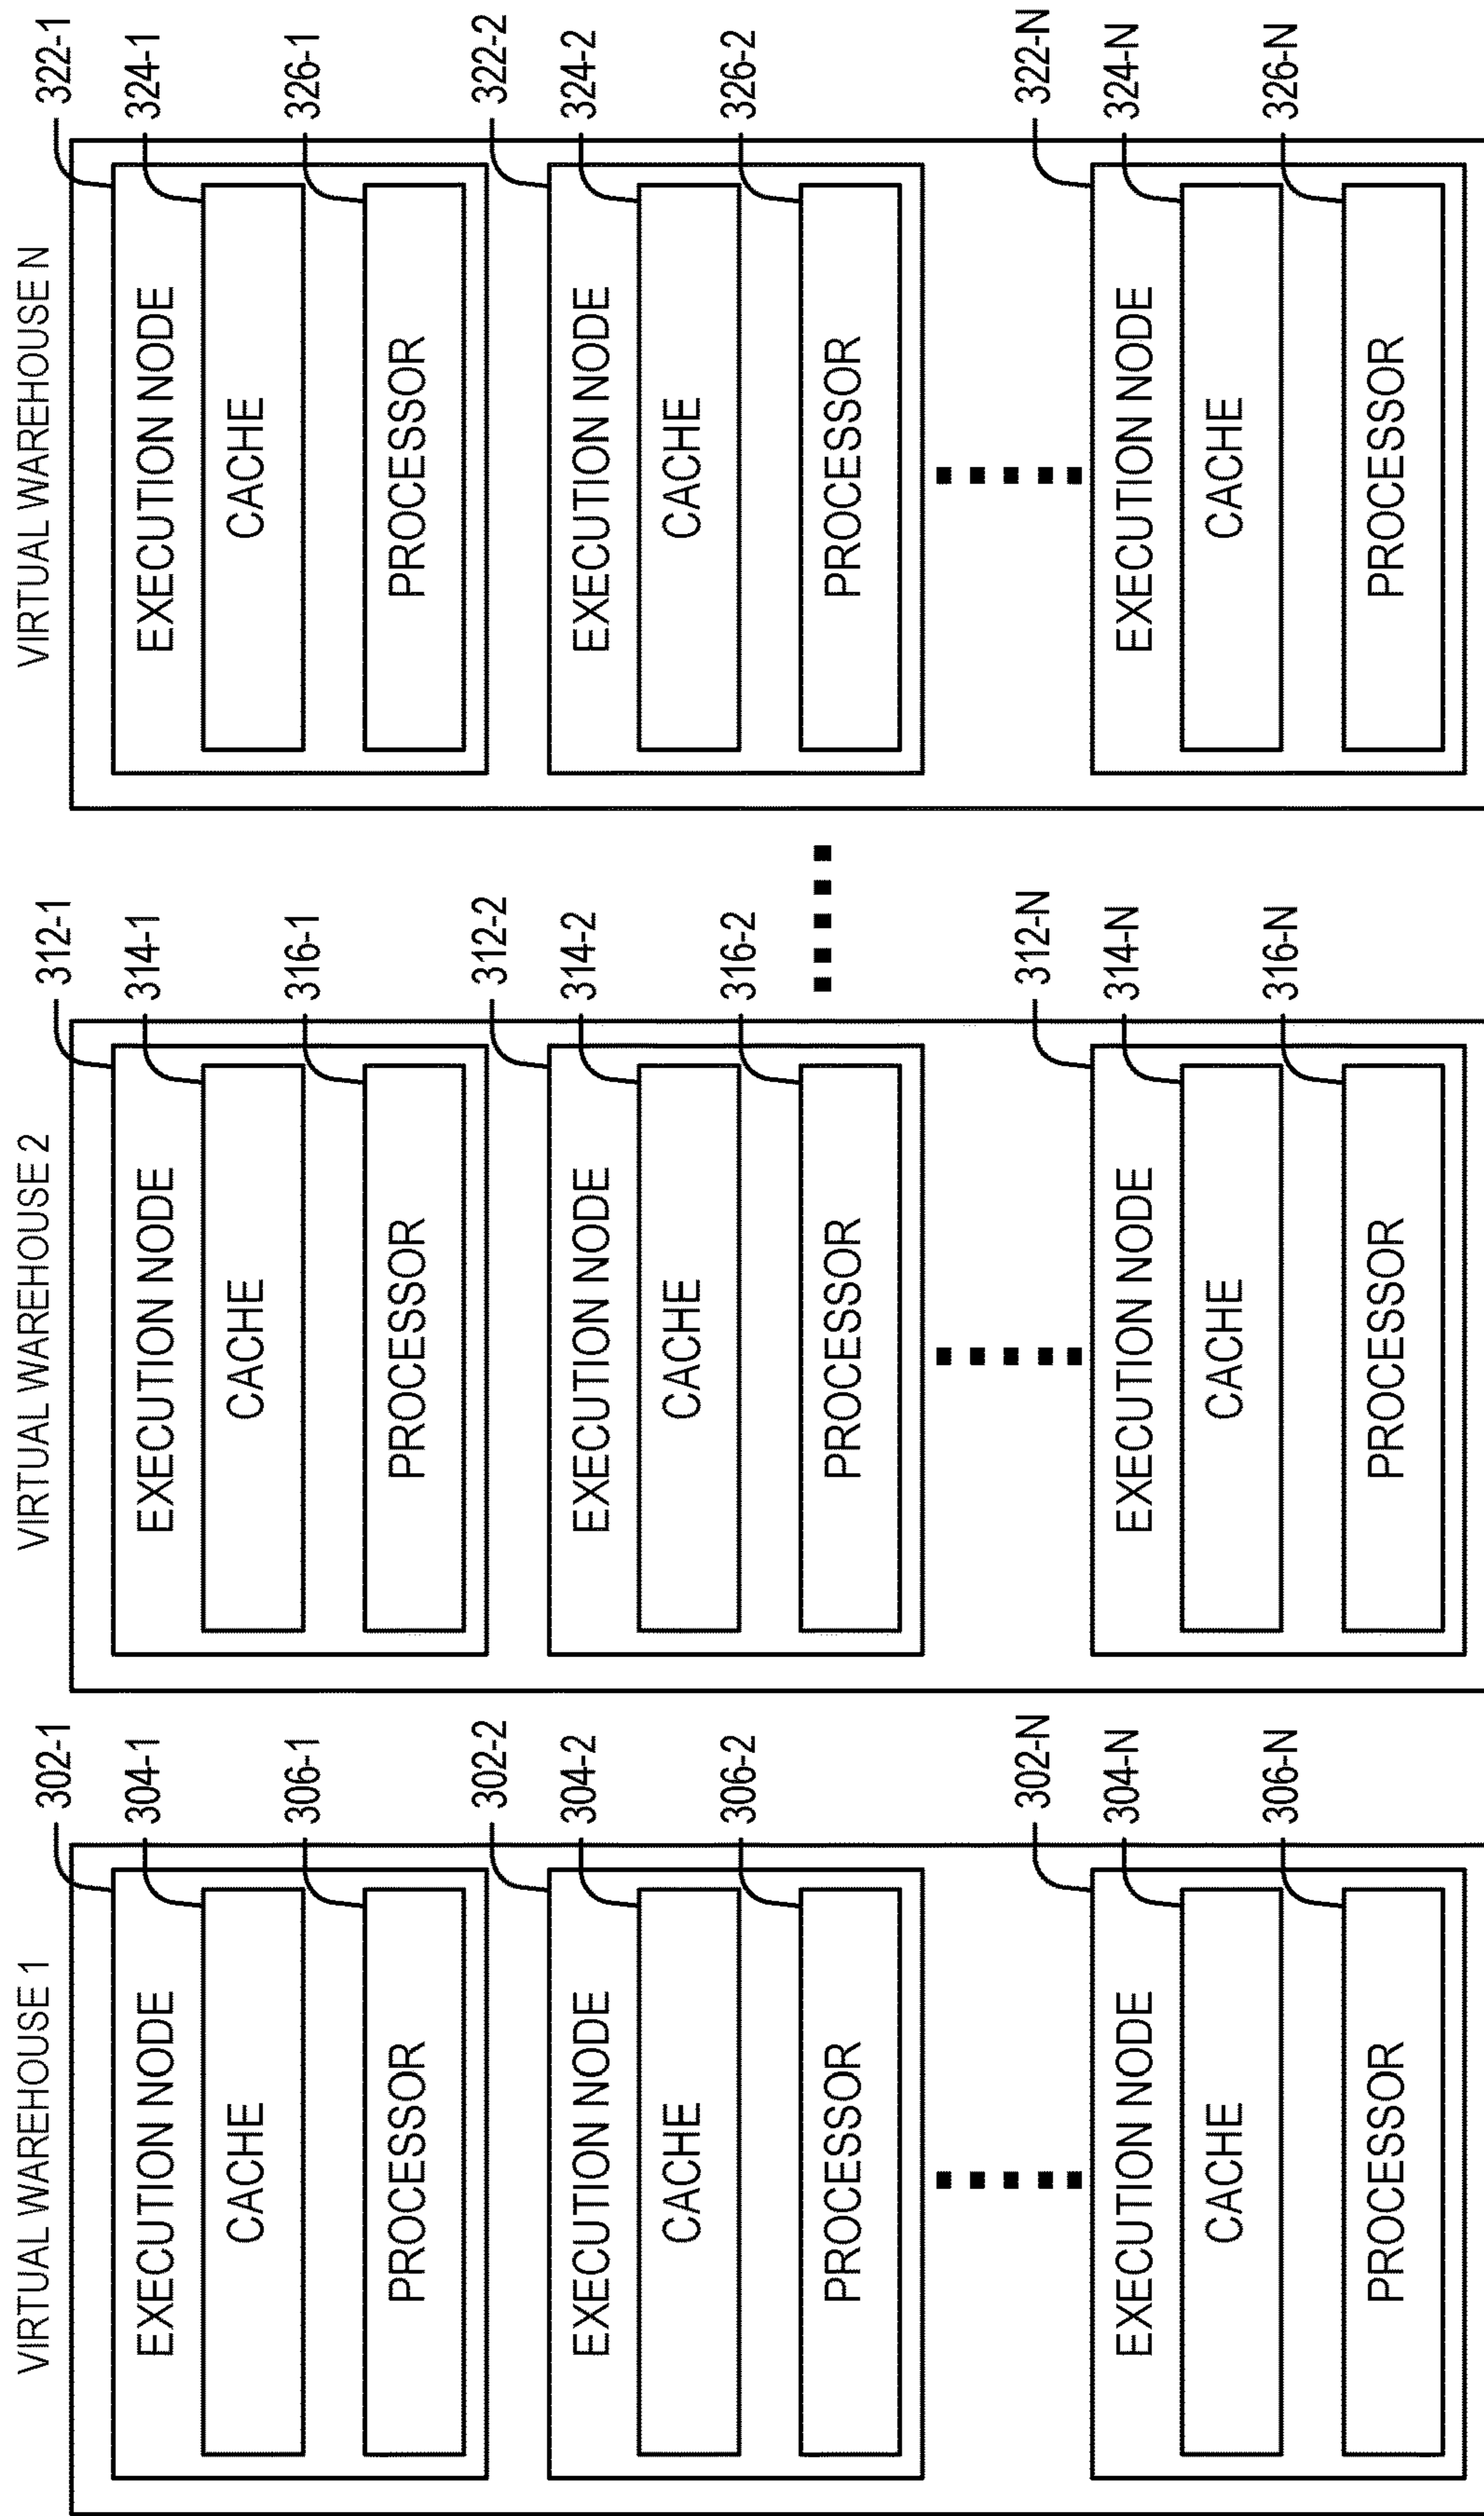 VIRTUAL WAREHOUSE 1
302-1
EXECUTION NODE
304-1
CACHE
306-1
PROCESSOR
302-2
EXECUTION NODE
304-2
CACHE
306-2
PROCESSOR
302-N
EXECUTION NODE
304-N
CACHE
306-N
PROCESSOR
VIRTUAL WAREHOUSE 2
312-1
EXECUTION NODE
314-1
CACHE
316-1
PROCESSOR
312-2
EXECUTION NODE
314-2
CACHE
316-2
PROCESSOR
312-N
EXECUTION NODE
314-N
CACHE
316-N
PROCESSOR
VIRTUAL WAREHOUSE N
322-1
EXECUTION NODE
324-1
CACHE
326-1
PROCESSOR
322-2
EXECUTION NODE
324-2
CACHE
326-2
PROCESSOR
322-N
EXECUTION NODE
324-N
CACHE
326-N
PROCESSOR